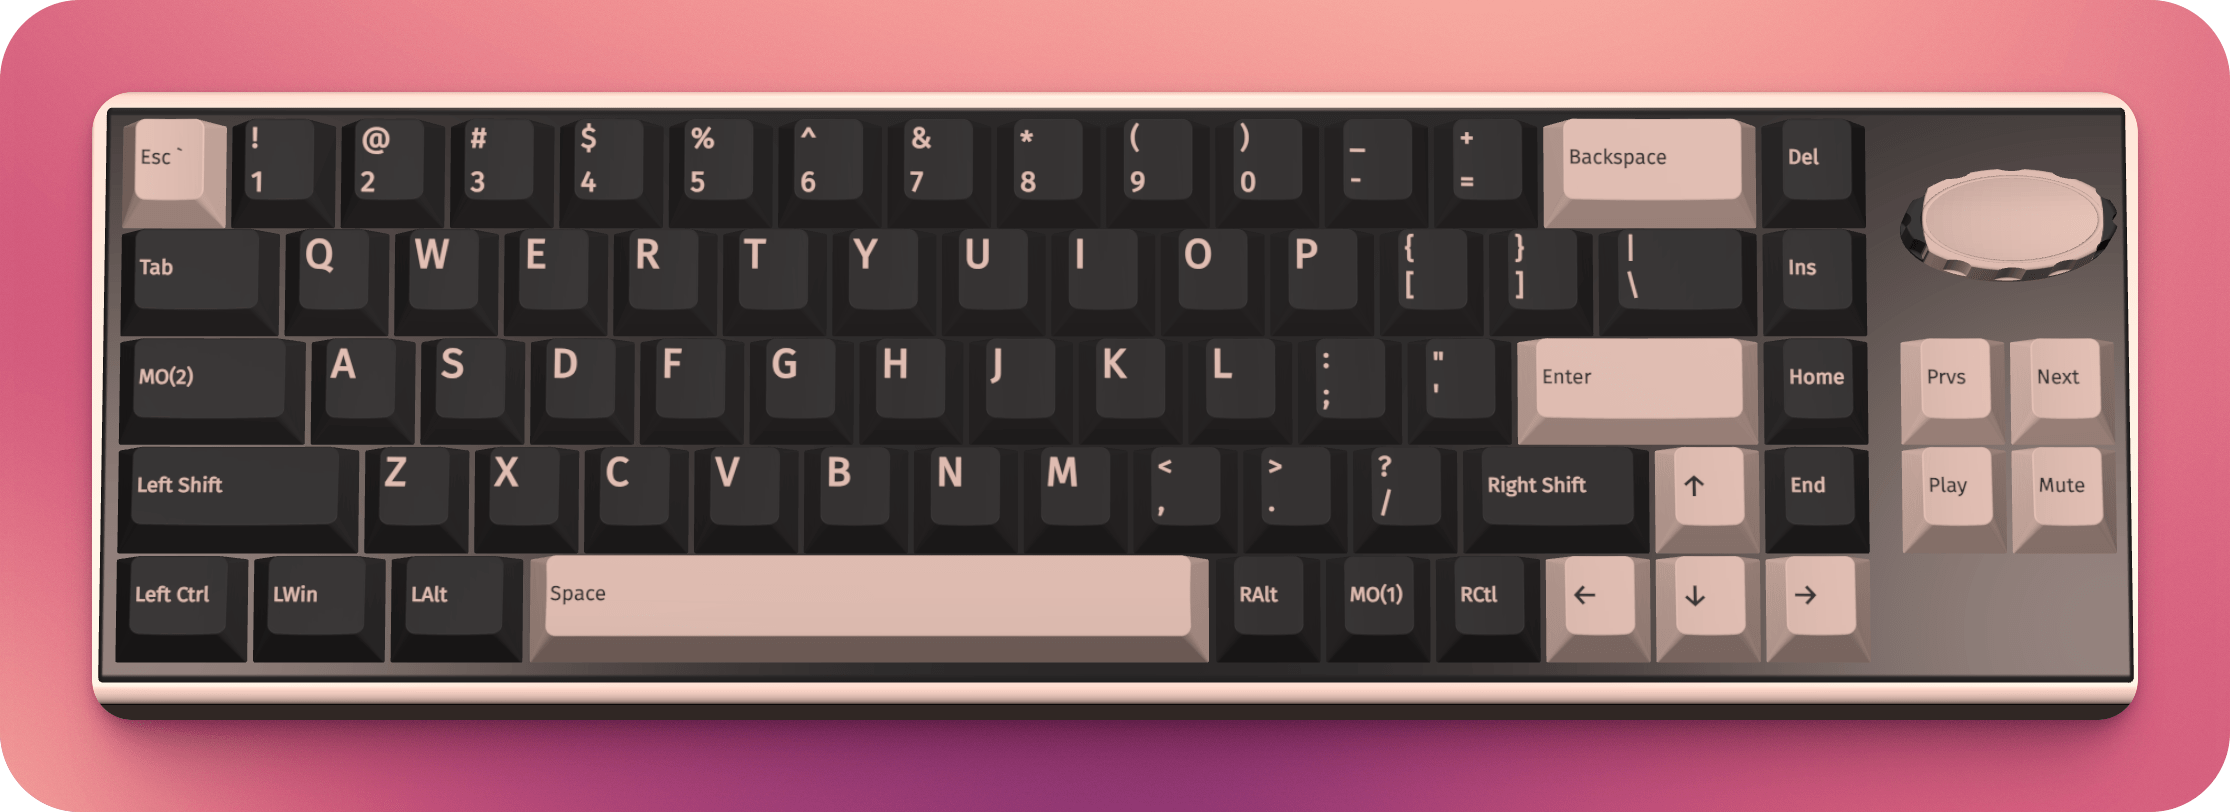 Esc ` ! 1 @ 2 # 3 $ 4 % 5 ^ 6 & 7 * 8 ( 9 ) 0 _ - + = Backspace Del
Tab Q W E R T Y U I O P { [ } ] | \ Ins
MO(2) A S D F G H J K L : ; " ' Enter Home Prvs Next
Left Shift Z X C V B N M < , > . ? / Right Shift ↑ End Play Mute
Left Ctrl LWin LAlt Space RAlt MO(1) RCtl ← ↓ →